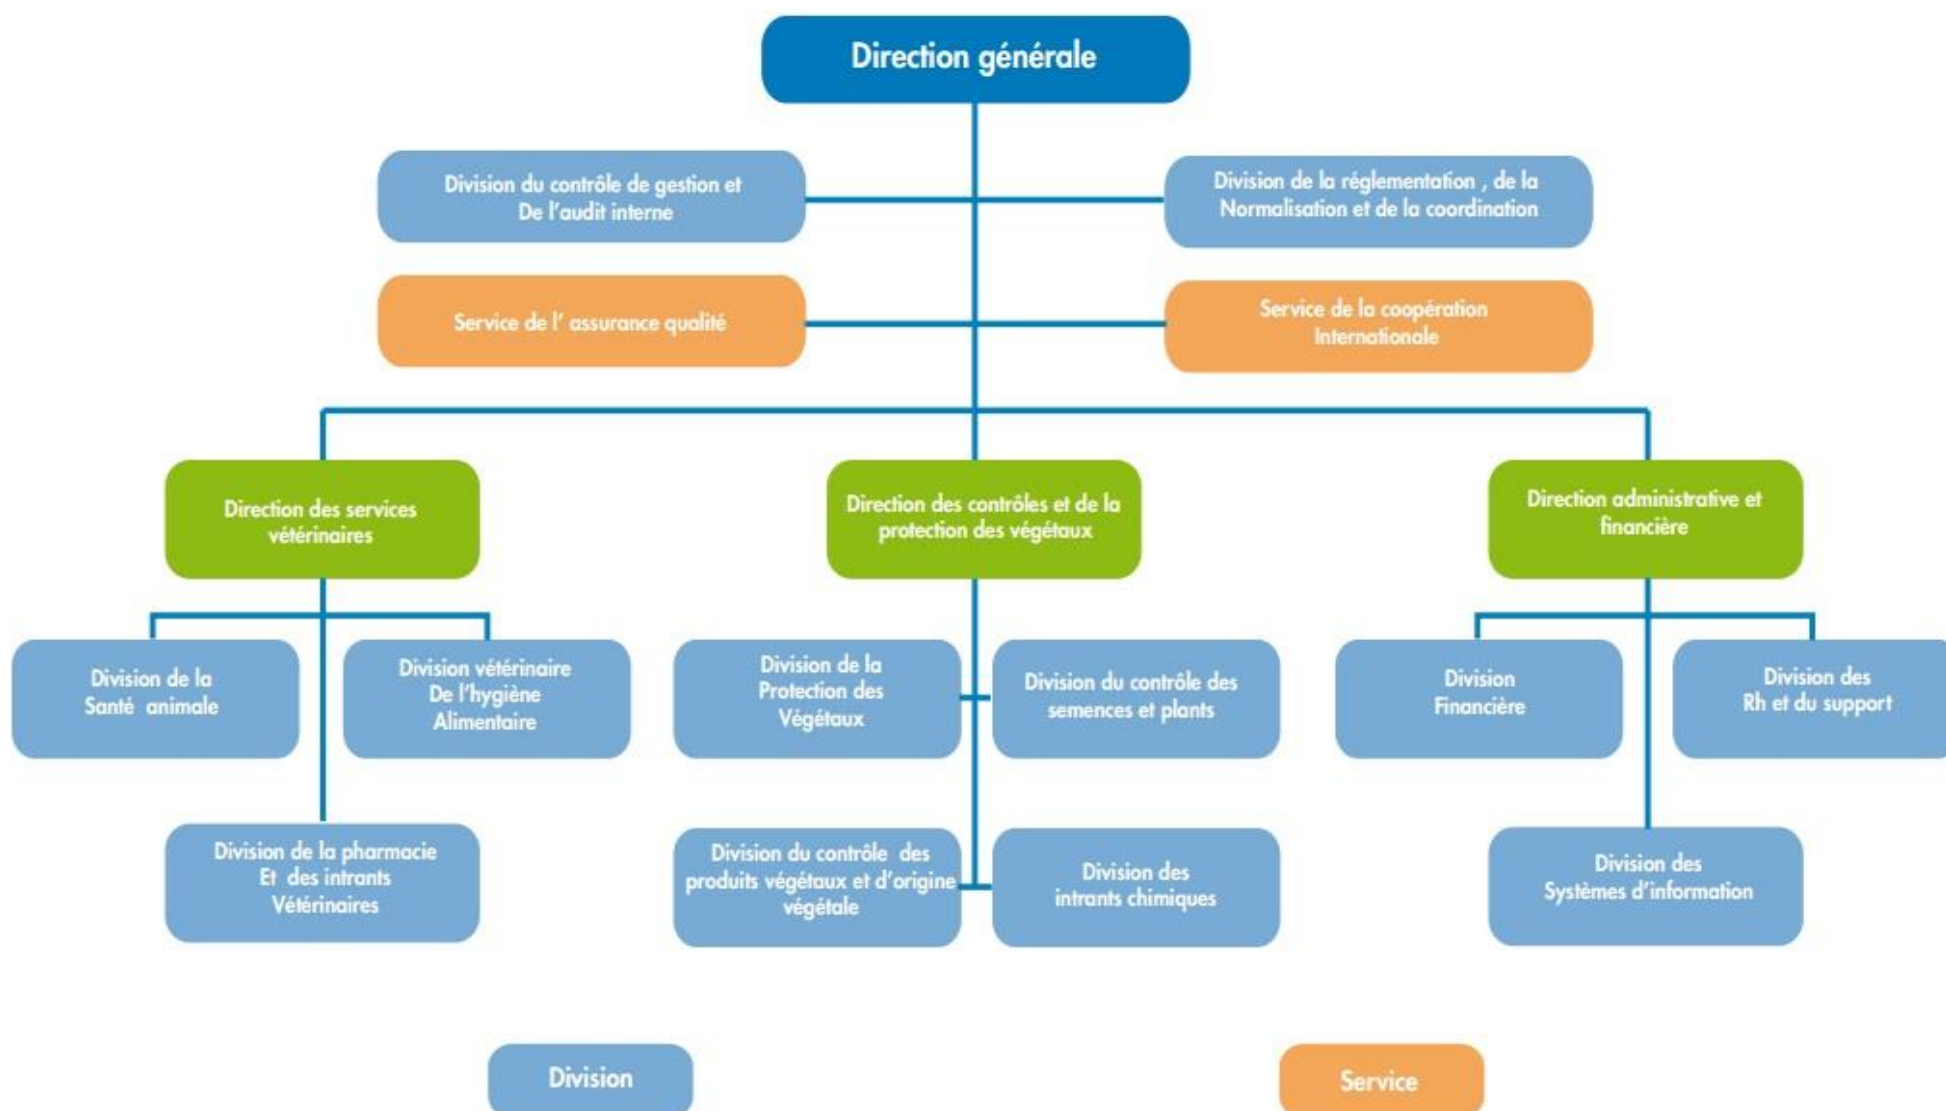 Direction générale
Division du contrôle de gestion et
De l'audit interne
Division de la réglementation , de la
Normalisation et de la coordination
Service de l' assurance qualité
Service de la coopération
Internationale
Direction des services
vétérinaires
Direction des contrôles et de la
protection des végétaux
Direction administrative et
financière
Division de la
Santé animale
Division vétérinaire
De l'hygiène
Alimentaire
Division de la
Protection des
Végétaux
Division du contrôle des
semences et plants
Division
Financière
Division des
Rh et du support
Division de la pharmacie
Et des intrants
Vétérinaires
Division du contrôle des
produits végétaux et d'origine
végétale
Division des
intrants chimiques
Division des
Systèmes d'information
Division
Service